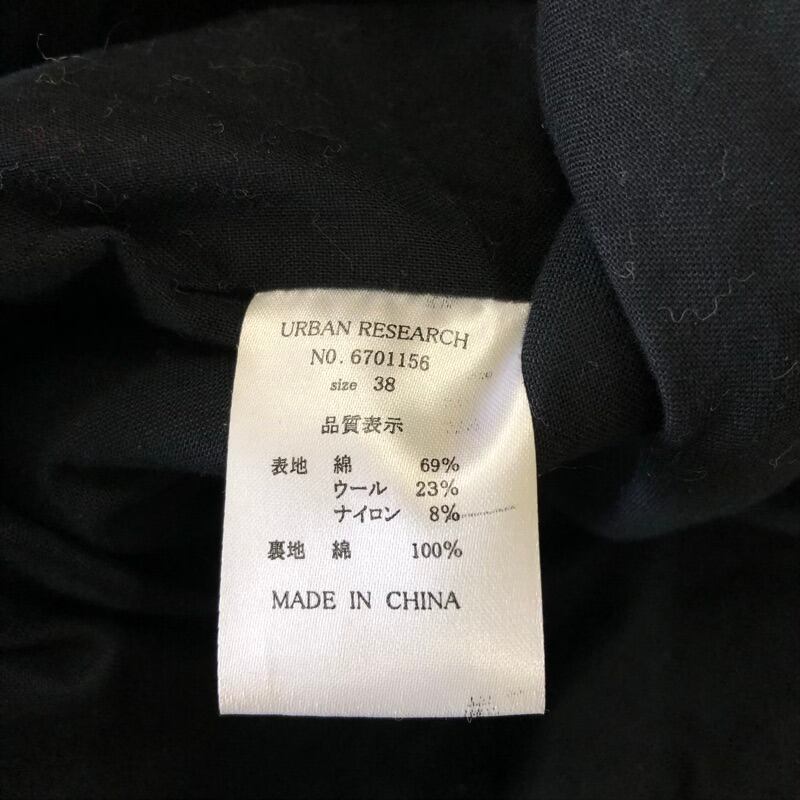 URBAN RESEARCH
NO. 6701156
size 38
品質表示
表地 綿 69%
ウール 23%
ナイロン 8%
裏地 綿 100%
MADE IN CHINA